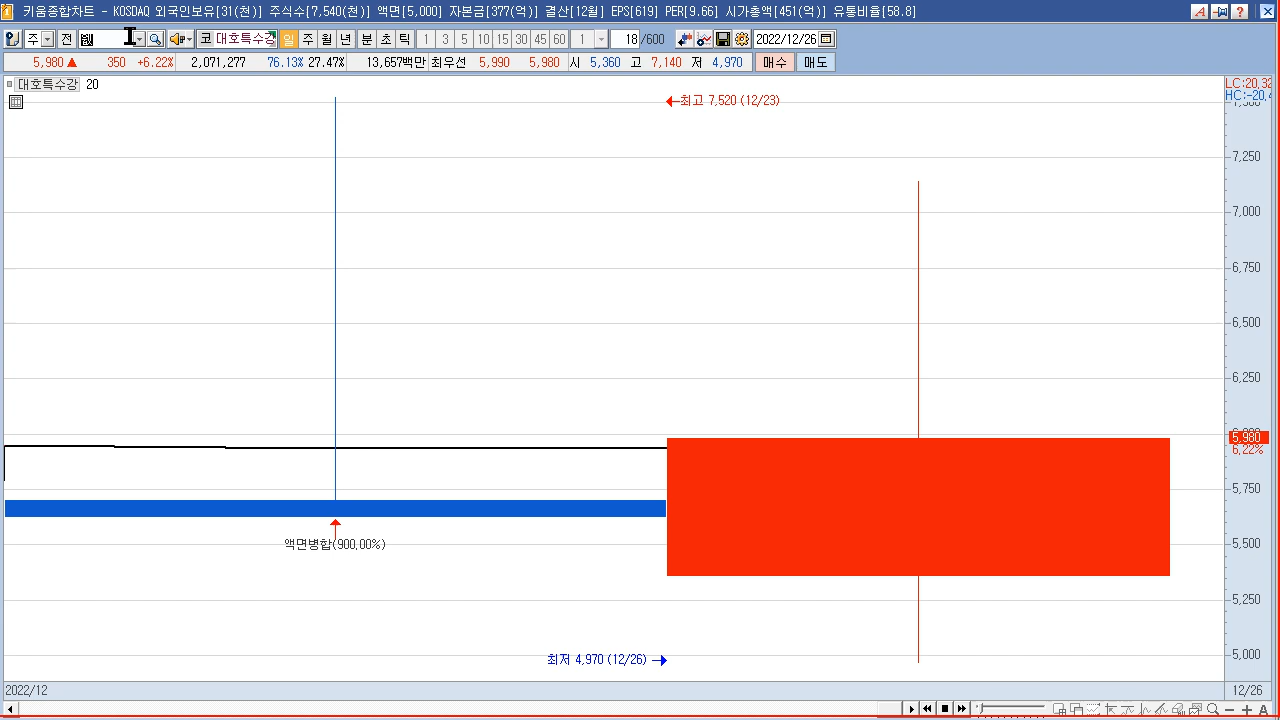 키움종합차트 - KOSDAQ 외국인보유[31(천)] 주식수[7,540(천)] 액면[5,000] 자본금[377(억)] 결산[12월] EPS[619] PER[9.10] 시가총액[451(억)] 유통비율[58.8]
주 전 코 대호특수강 일 주 월 년 분 초 틱 1 3 5 10 15 30 45 60 1 18 /600 2022/12/26
5,980 ▲ 350 +6.22% 2,071,277 76.13% 27.47% 13,657백만 최우선 5,990 5,980 시 5,360 고 7,140 저 4,970 매수 매도
대호특수강 20
LC:20,32
HC:-20,4
최고 7,520 (12/23)
7,250
7,000
6,750
6,500
6,250
5,980
6,22%
5,750
액면병합(900,00%)
5,500
5,250
최저 4,970 (12/26)
5,000
2022/12
12/26
A